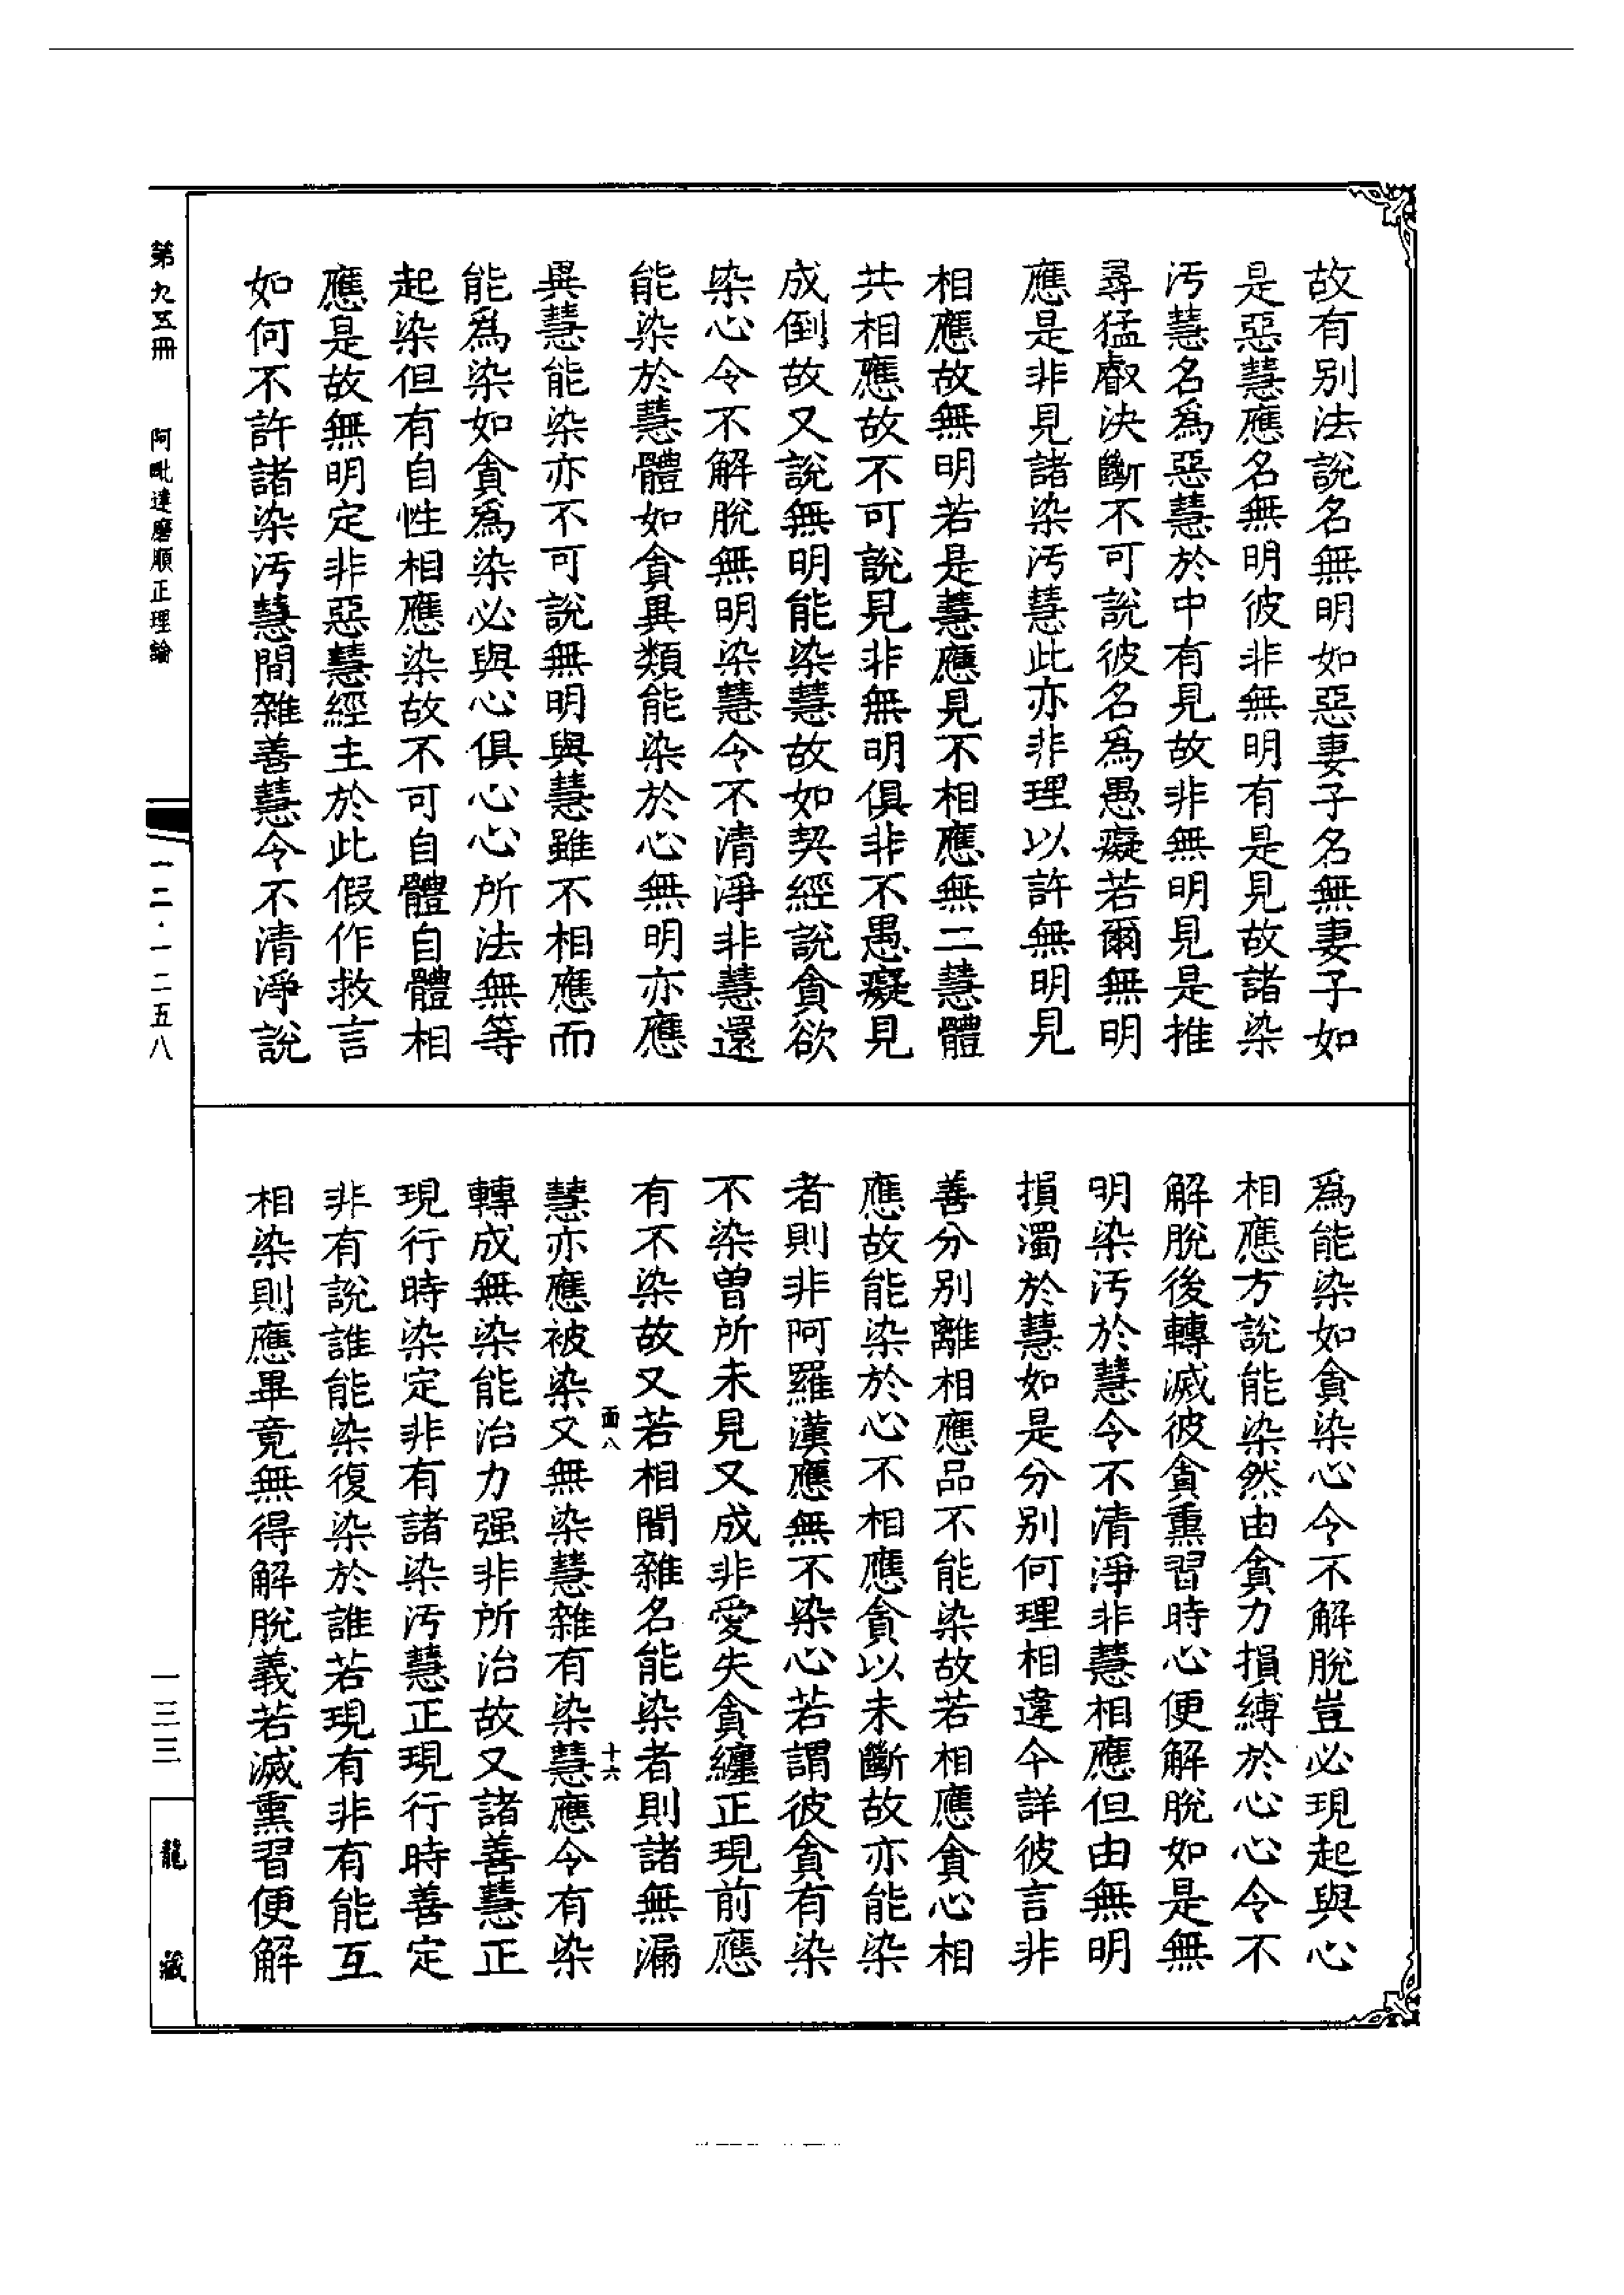 故有別法說名無明如惡妻子名無妻子如
是惡慧應名無明彼非無明有是見故諸染
汚慧名爲惡慧於中有見故非無明見是推
尋猛叡決斷不可說彼名爲愚癡若爾無明
應是非見諸染汚慧此亦非理以許無明見
相應故無明若是慧應見不相應無二慧體
共相應故不可說見非無明俱非不愚癡見
成倒故又說無明能染慧故如契經說貪欲
染心令不解脫無明染慧令不清淨非慧還
能染於慧體如貪異類能染於心無明亦應
異慧能染亦不可說無明與慧雖不相應而
能爲染如貪爲染必與心俱心心所法無等
起染但有自性相應染故不可自體自體相
應是故無明定非惡慧經主於此假作救言
如何不許諸染汚慧間雜善慧令不清淨說
爲能染如貪染心令不解脫豈必現起與心
相應方說能染然由貪力損縛於心心令不
解脫後轉滅彼貪熏習時心便解脫如是無
明染汚於慧令不清淨非慧相應但由無明
損濁於慧如是分別何理相違今詳彼言非
善分別離相應品不能染故若相應貪心相
應故能染於心不相應貪以未斷故亦能染
者則非阿羅漢應無不染心若謂彼貪有染
不染曾所未見又成非愛失貪纏正現前應
有不染故又若相間雜名能染者則諸無漏
面八 十六
慧亦應被染又無染慧雜有染慧應令有染
轉成無染能治力强非所治故又諸善慧正
現行時染定非有諸染汚慧正現行時善定
非有說誰能染復染於誰若現有非有能互
相染則應畢竟無得解脫義若滅熏習便解
第九五冊 阿毗達磨順正理論 一二·一二五八 一三三 龍藏